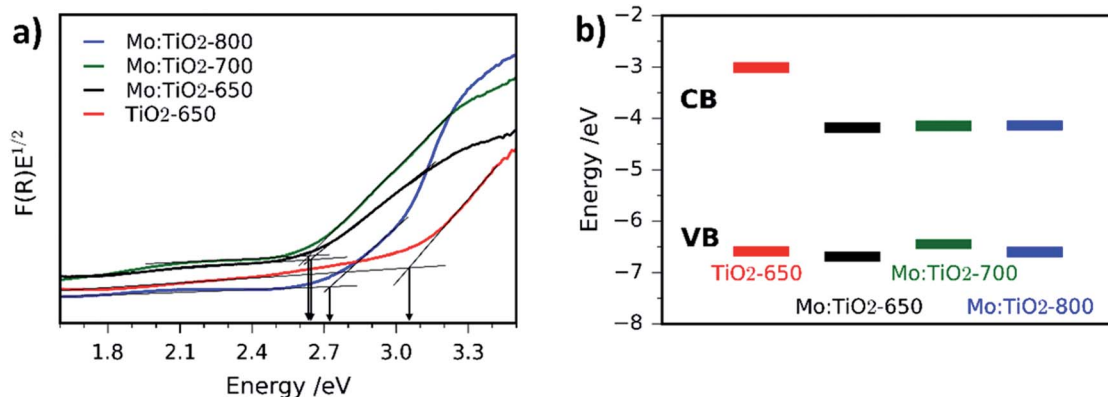 a)
Mo:TiO2-800
Mo:TiO2-700
Mo:TiO2-650
TiO2-650
F(R)E^1/2
1.8 2.1 2.4 2.7 3.0 3.3
Energy /eV
b)
−2
−3
−4
−5
−6
−7
−8
Energy /eV
CB
VB
TiO2-650
Mo:TiO2-700
Mo:TiO2-650
Mo:TiO2-800